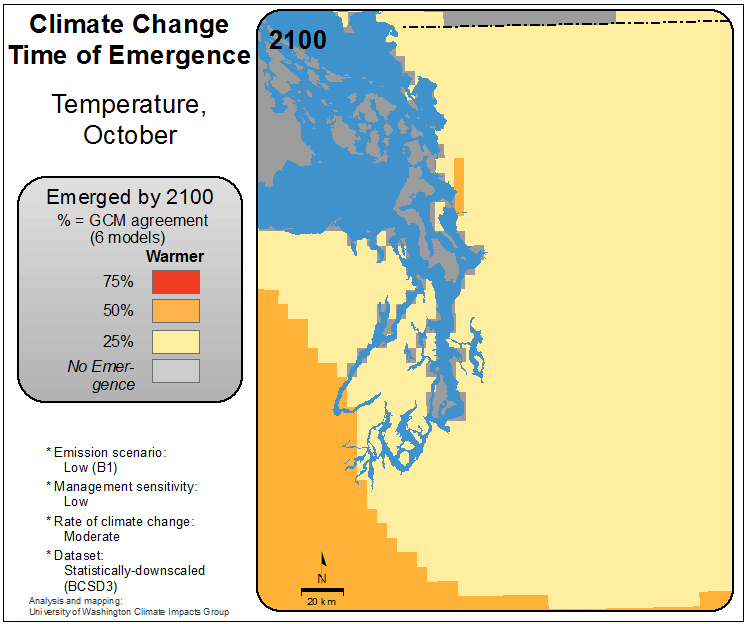 Climate Change
Time of Emergence
Temperature,
October
Emerged by 2100
% = GCM agreement
(6 models)
Warmer
75%
50%
25%
No Emer-
gence
* Emission scenario:
Low (B1)
* Management sensitivity:
Low
* Rate of climate change:
Moderate
* Dataset:
Statistically-downscaled
(BCSD3)
Analysis and mapping:
University of Washington Climate Impacts Group
2100
N
20 km